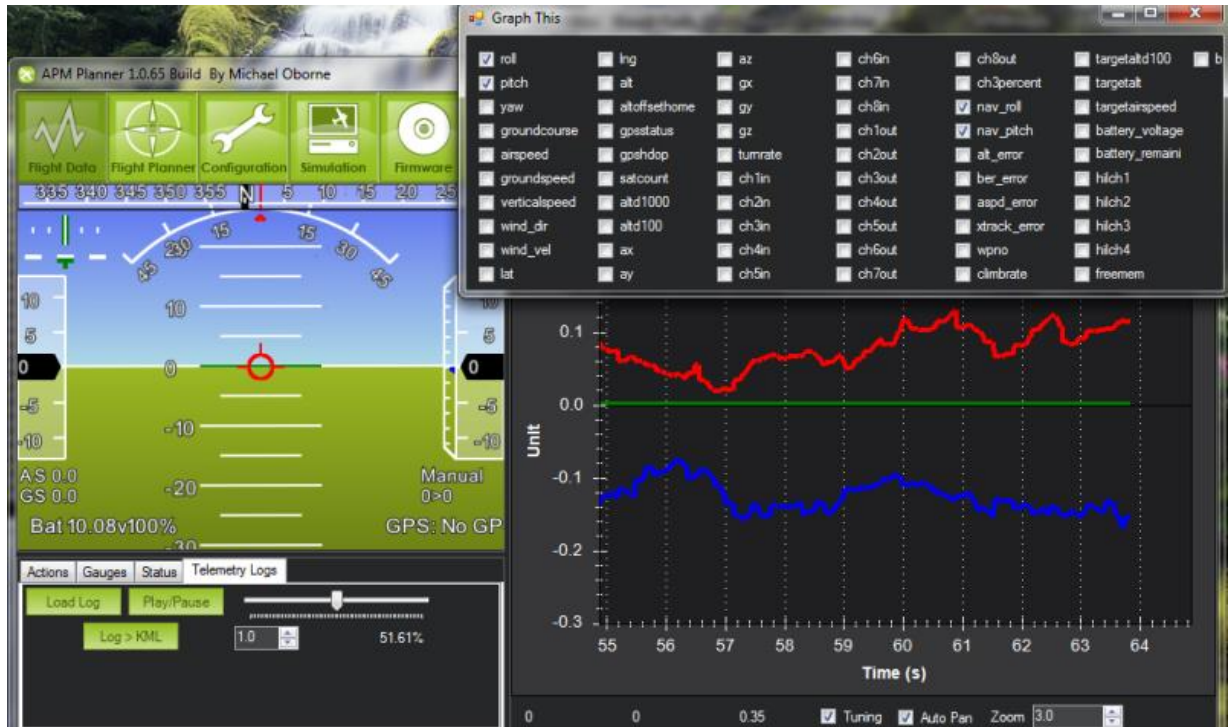 Graph This
roll lng az ch6in ch8out targetaltd100 b
pitch alt gx ch7in ch3percent targetalt
yaw altoffsethome gy ch8in nav_roll targetairspeed
groundcourse gpsstatus gz ch1out nav_pitch battery_voltage
airspeed gpshdop turnrate ch2out alt_error battery_remaini
groundspeed satcount ch1in ch3out ber_error hilch1
verticalspeed altd1000 ch2in ch4out aspd_error hilch2
wind_dir altd100 ch3in ch5out xtrack_error hilch3
wind_vel ax ch4in ch6out wpno hilch4
lat ay ch5in ch7out climbrate freemem
APM Planner 1.0.65 Build By Michael Oborne
Flight Data Flight Planner Configuration Simulation Firmware
335 340 345 350 355 N 5 10 15 20 25
45 30 15 15 30 45
10 10 10
5 5
0 0 0
-5 -5
-10 -10 -10
AS 0.0 Manual
GS 0.0 -20 0>0
Bat 10.08v100% GPS: No GP
-30
Actions Gauges Status Telemetry Logs
Load Log Play/Pause
Log > KML 1.0 51.61%
0.1
0.0
-0.1
-0.2
-0.3
Unit
55 56 57 58 59 60 61 62 63 64
Time (s)
0 0 0.35 Tuning Auto Pan Zoom 3.0